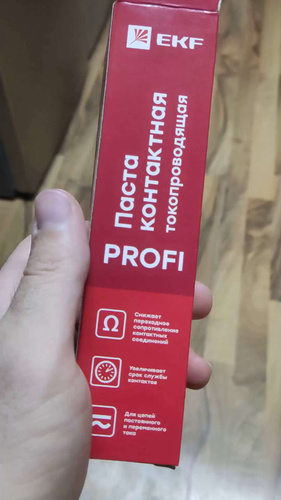 EKF
Паста
контактная
токопроводящая
PROFI
Ω
Снижает
переходное
сопротивление
контактных
соединений
Увеличивает
срок службы
контактов
Для цепей
постоянного
и переменного
тока